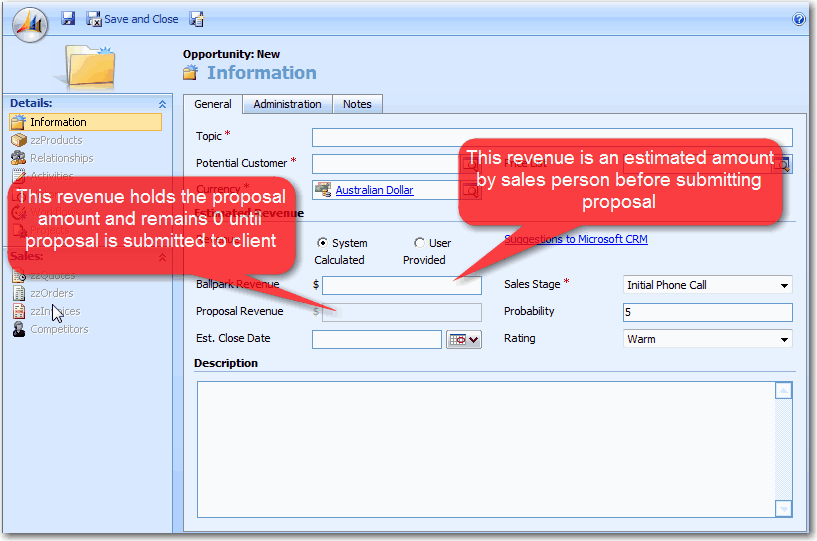 Save and Close
Opportunity: New
Information
Details:
Information
zzProducts
Relationships
Activities
Sales:
zzQuotes
zzOrders
zzInvoices
Competitors
General Administration Notes
Topic *
Potential Customer * Price List
Currency * Australian Dollar
Estimated Revenue
Revenue System Calculated User Provided Suggestions to Microsoft CRM
Ballpark Revenue $ Sales Stage * Initial Phone Call
Proposal Revenue $ Probability 5
Est. Close Date Rating Warm
Description
This revenue holds the proposal
amount and remains 0 until
proposal is submitted to client
This revenue is an estimated amount
by sales person before submitting
proposal